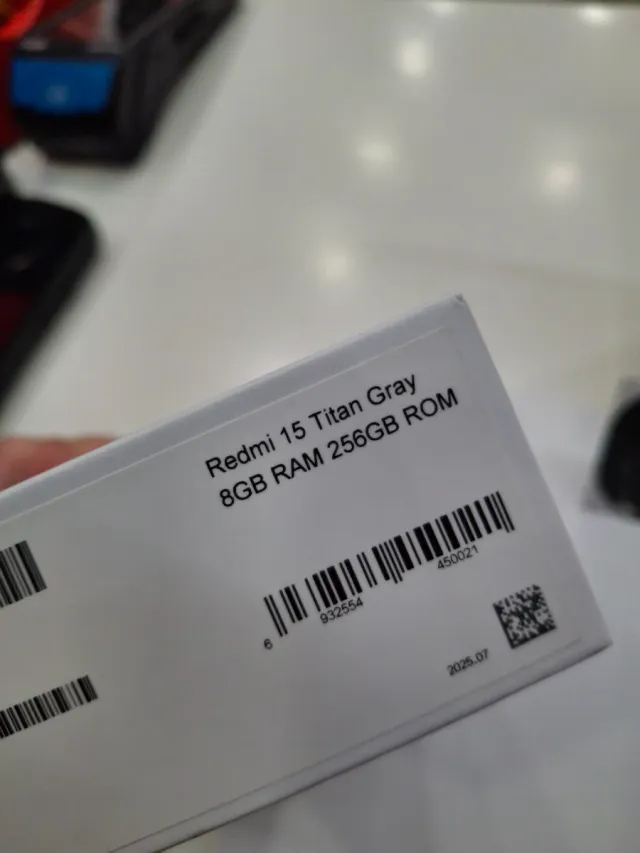 Redmi 15 Titan Gray
8GB RAM 256GB ROM
6 932554 450021
2025.07